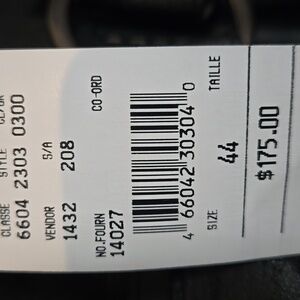 CLASSE STYLE
6604 2303 0300
VENDOR S/A
1432 208
NO.FOURN CO-ORD
14027
4 66042 30304 0
SIZE TAILLE
44
$175.00